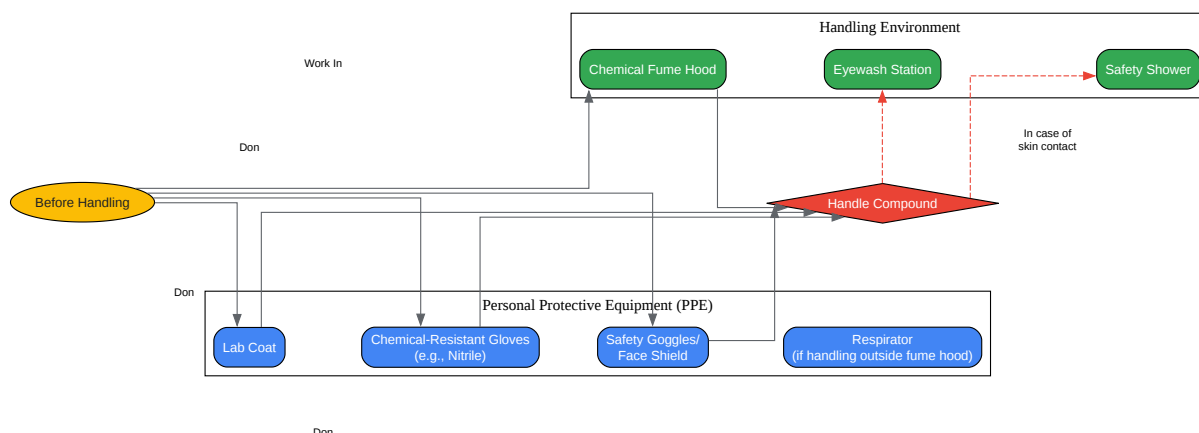 Handling Environment
Chemical Fume Hood
Eyewash Station
Safety Shower
Work In
In case of
skin contact
Don
Before Handling
Handle Compound
Don
Personal Protective Equipment (PPE)
Lab Coat
Chemical-Resistant Gloves
(e.g., Nitrile)
Safety Goggles/
Face Shield
Respirator
(if handling outside fume hood)
Don